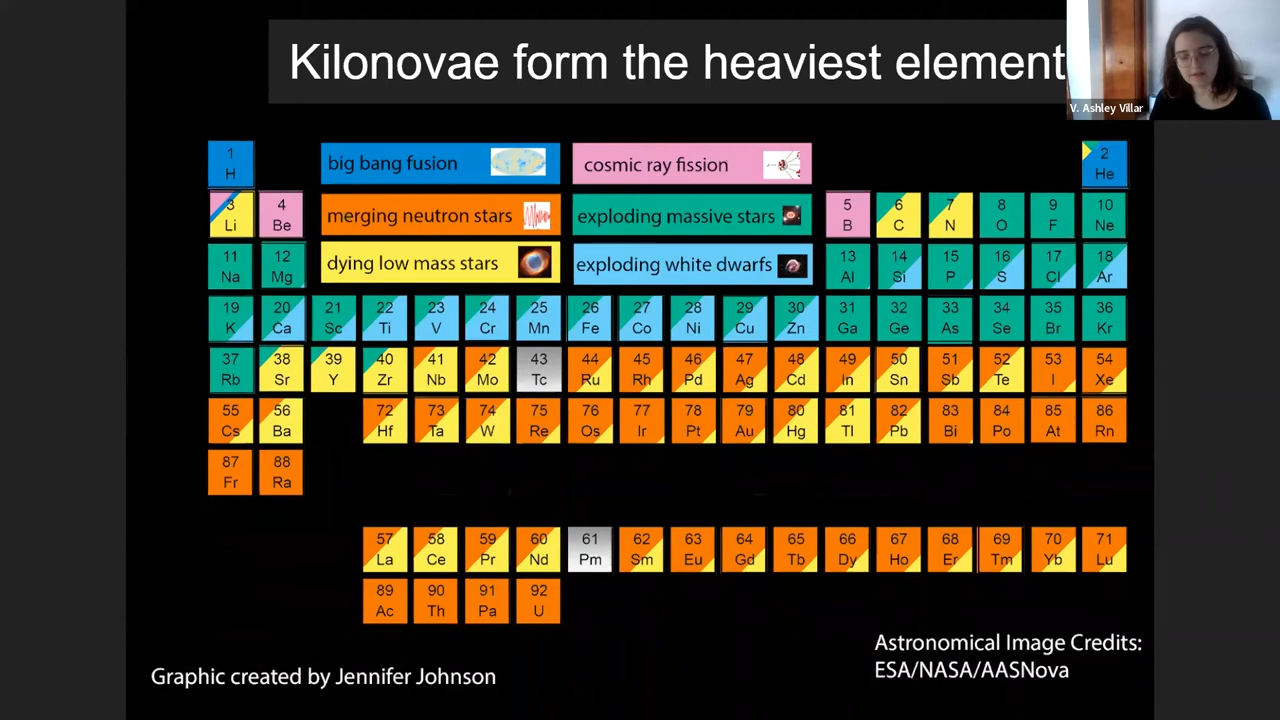 Kilonovae form the heaviest element
V. Ashley Villar
1 H
big bang fusion
cosmic ray fission
2 He
3 Li
4 Be
merging neutron stars
exploding massive stars
5 B
6 C
7 N
8 O
9 F
10 Ne
11 Na
12 Mg
dying low mass stars
exploding white dwarfs
13 Al
14 Si
15 P
16 S
17 Cl
18 Ar
19 K
20 Ca
21 Sc
22 Ti
23 V
24 Cr
25 Mn
26 Fe
27 Co
28 Ni
29 Cu
30 Zn
31 Ga
32 Ge
33 As
34 Se
35 Br
36 Kr
37 Rb
38 Sr
39 Y
40 Zr
41 Nb
42 Mo
43 Tc
44 Ru
45 Rh
46 Pd
47 Ag
48 Cd
49 In
50 Sn
51 Sb
52 Te
53 I
54 Xe
55 Cs
56 Ba
72 Hf
73 Ta
74 W
75 Re
76 Os
77 Ir
78 Pt
79 Au
80 Hg
81 Tl
82 Pb
83 Bi
84 Po
85 At
86 Rn
87 Fr
88 Ra
57 La
58 Ce
59 Pr
60 Nd
61 Pm
62 Sm
63 Eu
64 Gd
65 Tb
66 Dy
67 Ho
68 Er
69 Tm
70 Yb
71 Lu
89 Ac
90 Th
91 Pa
92 U
Graphic created by Jennifer Johnson
Astronomical Image Credits:
ESA/NASA/AASNova